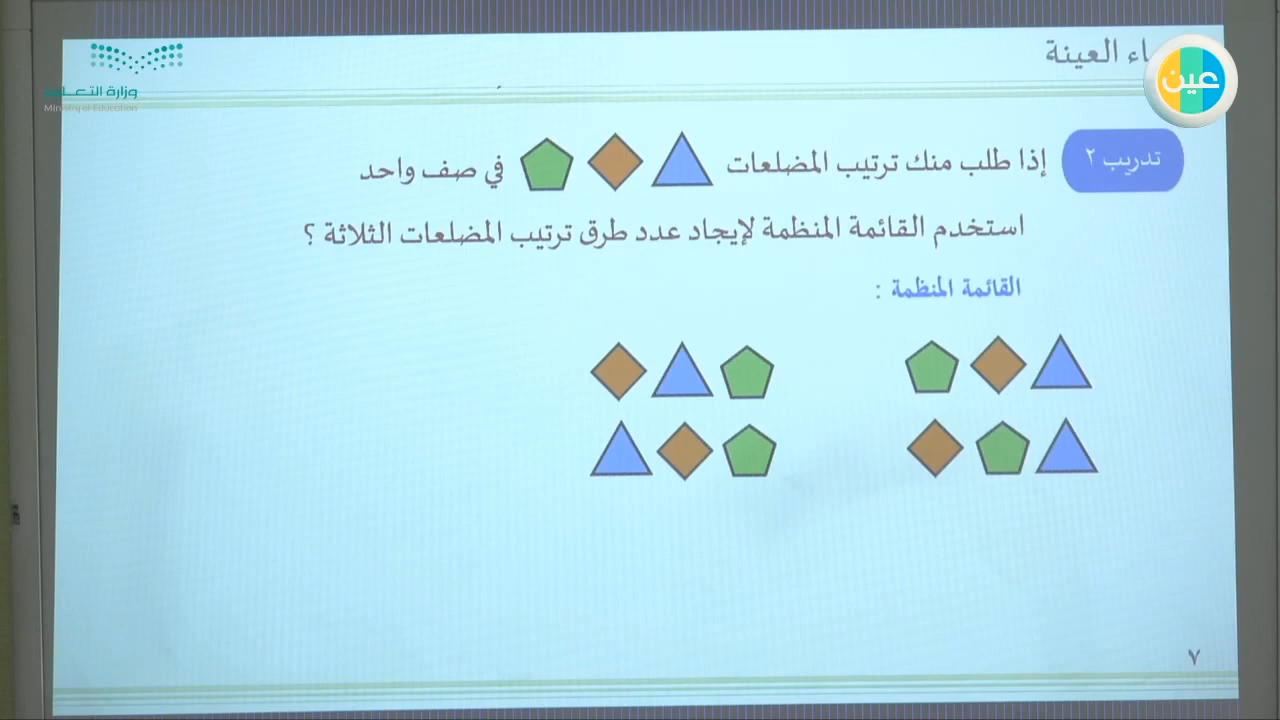 اء العينة
عين
وزارة التعليم
Ministry of Education
تدريب ٢
إذا طلب منك ترتيب المضلعات في صف واحد
استخدم القائمة المنظمة لإيجاد عدد طرق ترتيب المضلعات الثلاثة ؟
القائمة المنظمة :
٧